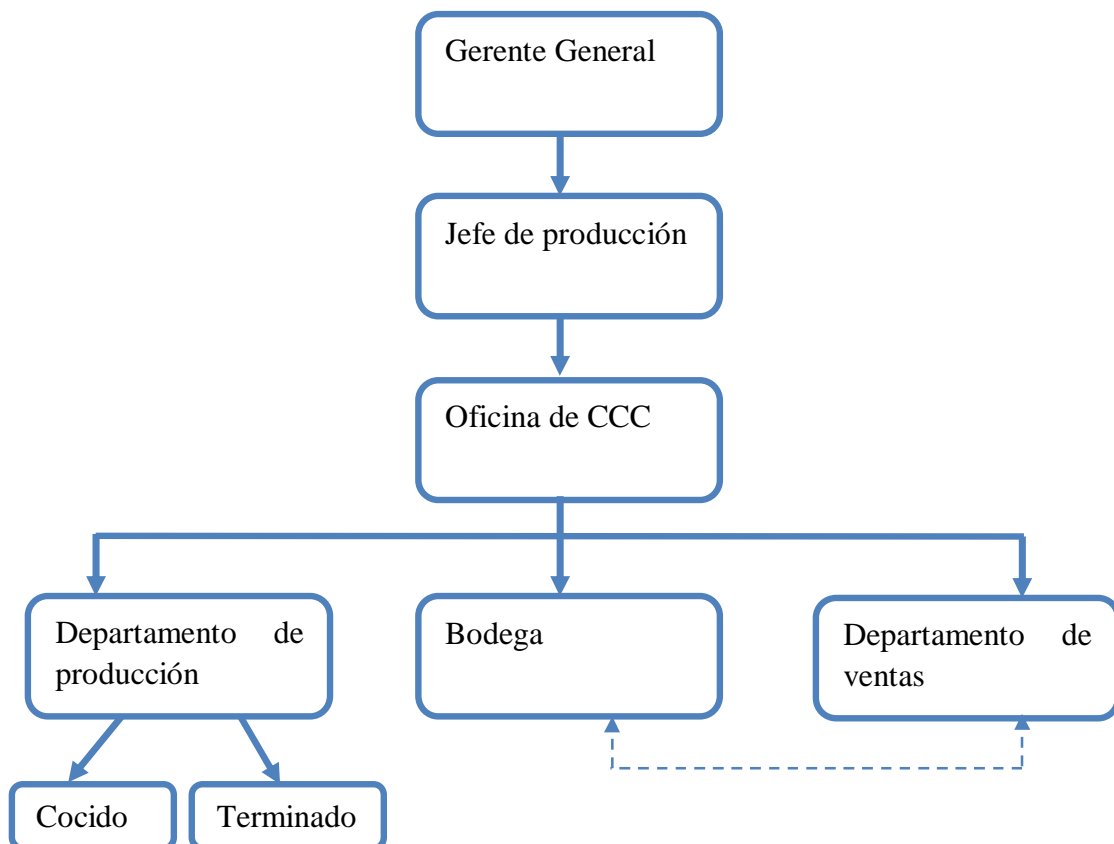 Gerente General
Jefe de producción
Oficina de CCC
Departamento de
producción
Bodega
Departamento de
ventas
Cocido
Terminado